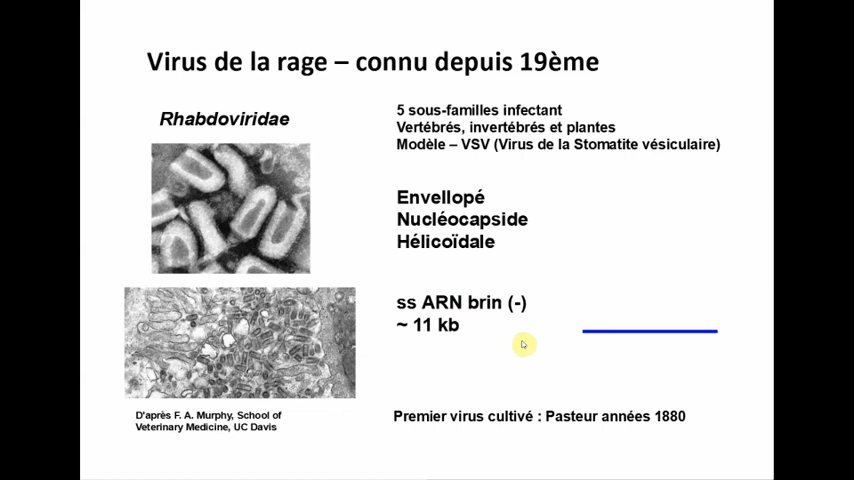 Virus de la rage – connu depuis 19ème
Rhabdoviridae
5 sous-familles infectant
Vertébrés, invertébrés et plantes
Modèle – VSV (Virus de la Stomatite vésiculaire)
Envellopé
Nucléocapside
Hélicoïdale
ss ARN brin (-)
~ 11 kb
D'après F. A. Murphy, School of
Veterinary Medicine, UC Davis
Premier virus cultivé : Pasteur années 1880